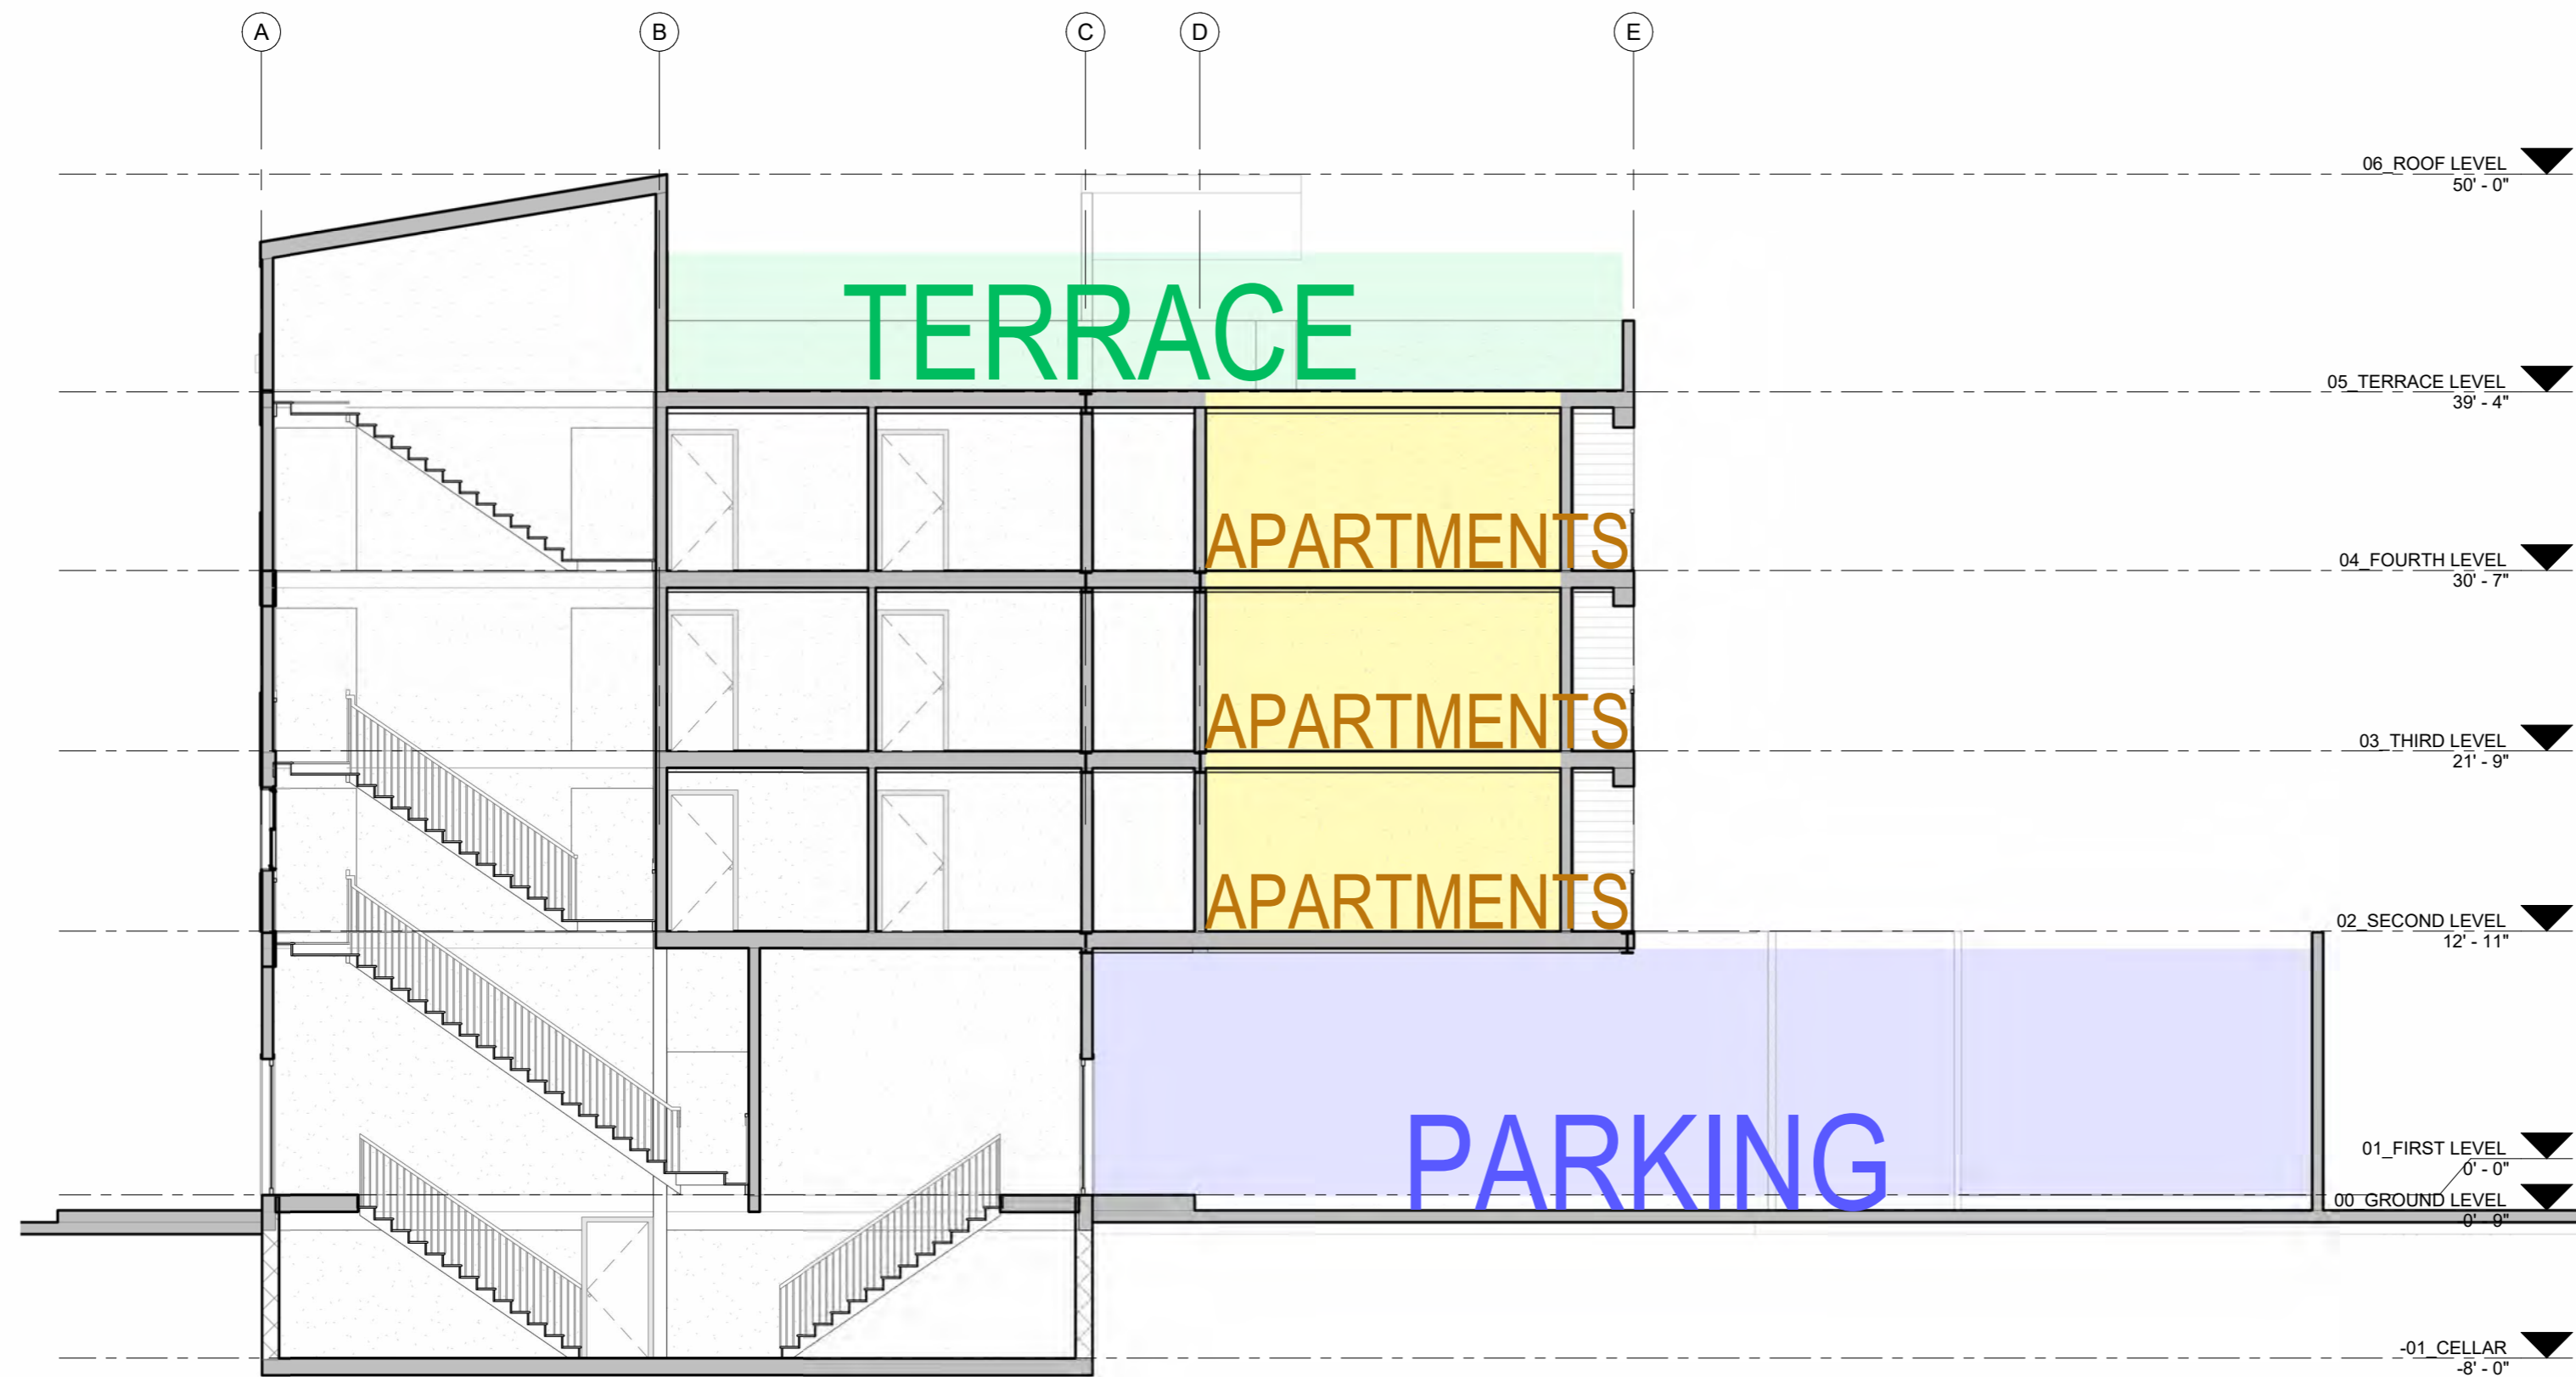 A B C D E
06_ROOF LEVEL
50' - 0"
TERRACE
05_TERRACE LEVEL
39' - 4"
APARTMENTS
04_FOURTH LEVEL
30' - 7"
APARTMENTS
03_THIRD LEVEL
21' - 9"
APARTMENTS
02_SECOND LEVEL
12' - 11"
PARKING
01_FIRST LEVEL
0' - 0"
00_GROUND LEVEL
-0' - 9"
-01_CELLAR
-8' - 0"